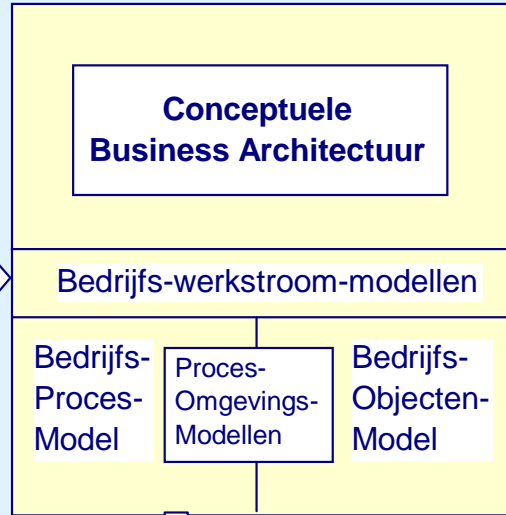 Conceptuele
Business Architectuur
Bedrijfs-werkstroom-modellen
Bedrijfs-
Proces-
Model
Proces-
Omgevings-
Modellen
Bedrijfs-
Objecten-
Model